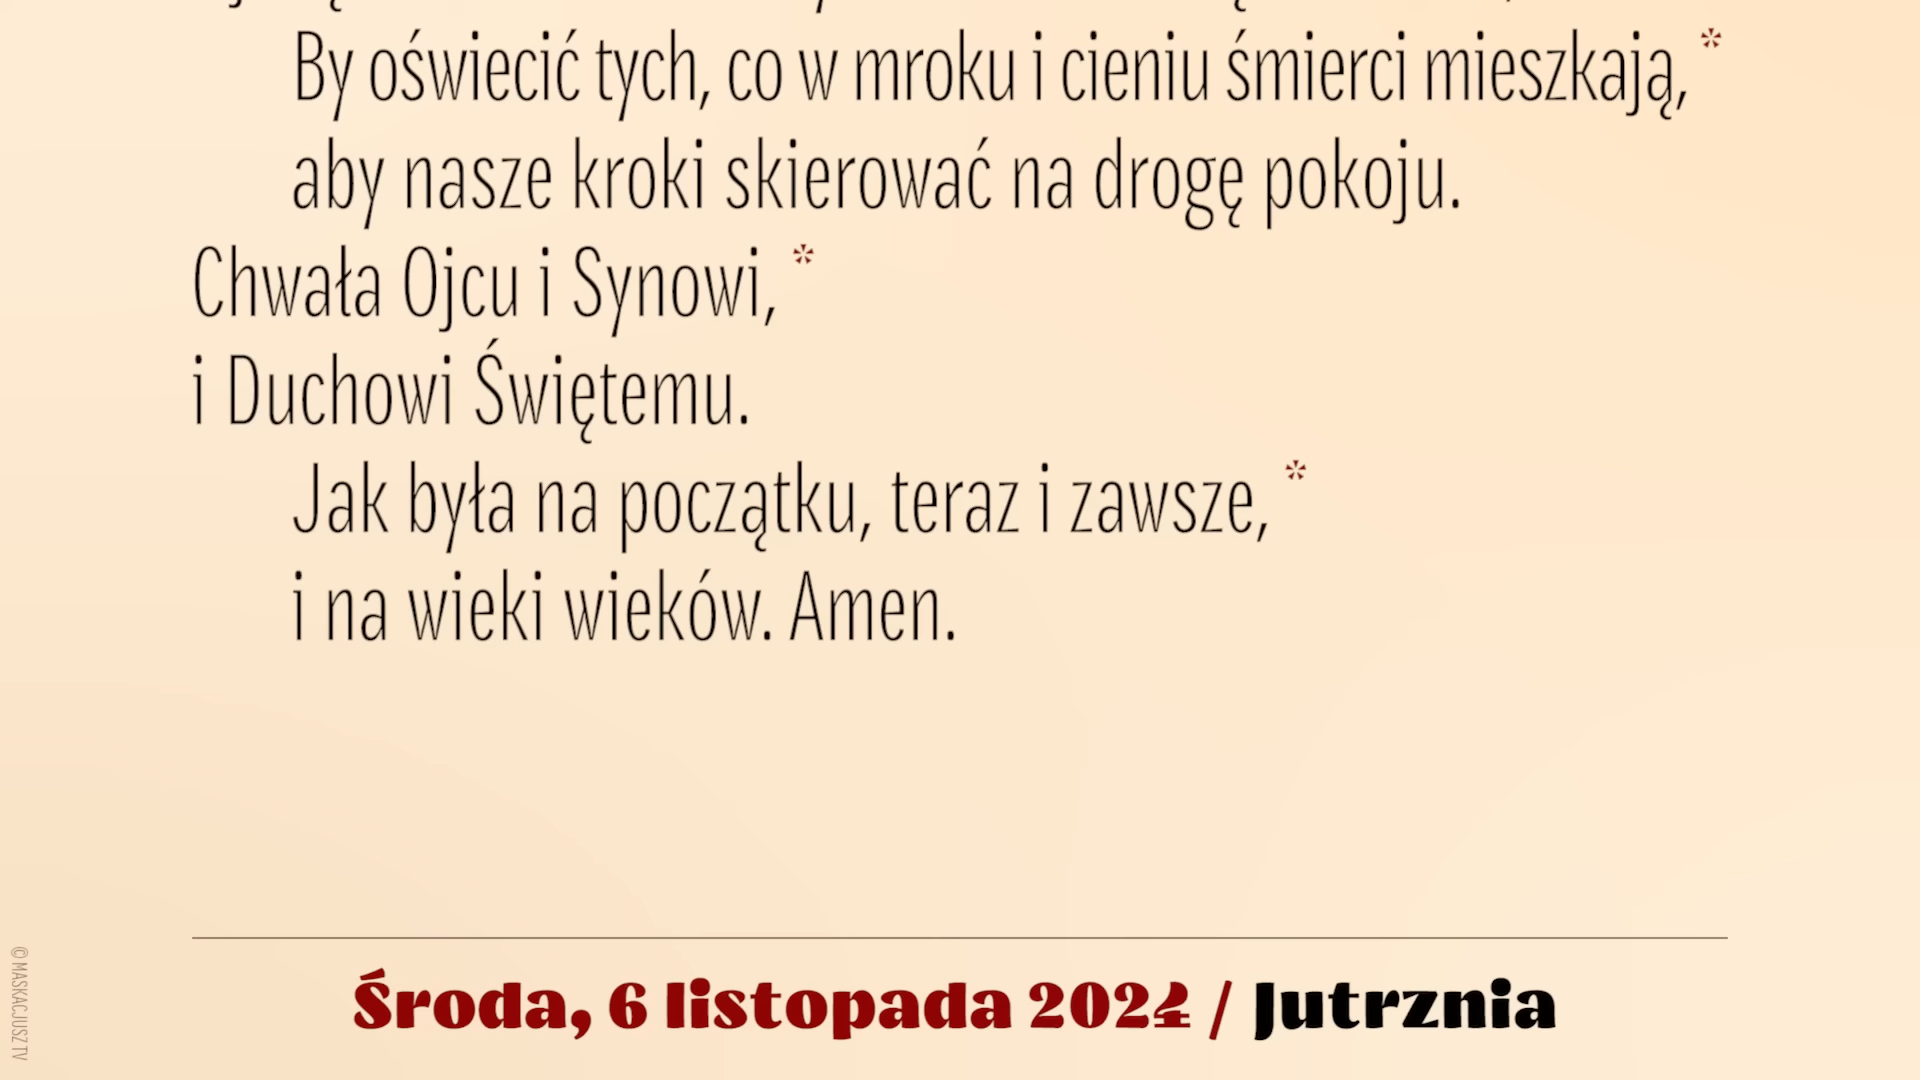 By oświecić tych, co w mroku i cieniu śmierci mieszkają, *
aby nasze kroki skierować na drogę pokoju.
Chwała Ojcu i Synowi, *
i Duchowi Świętemu.
Jak była na początku, teraz i zawsze, *
i na wieki wieków. Amen.
Środa, 6 listopada 2024 / Jutrznia
© MASKACJUSZ TV